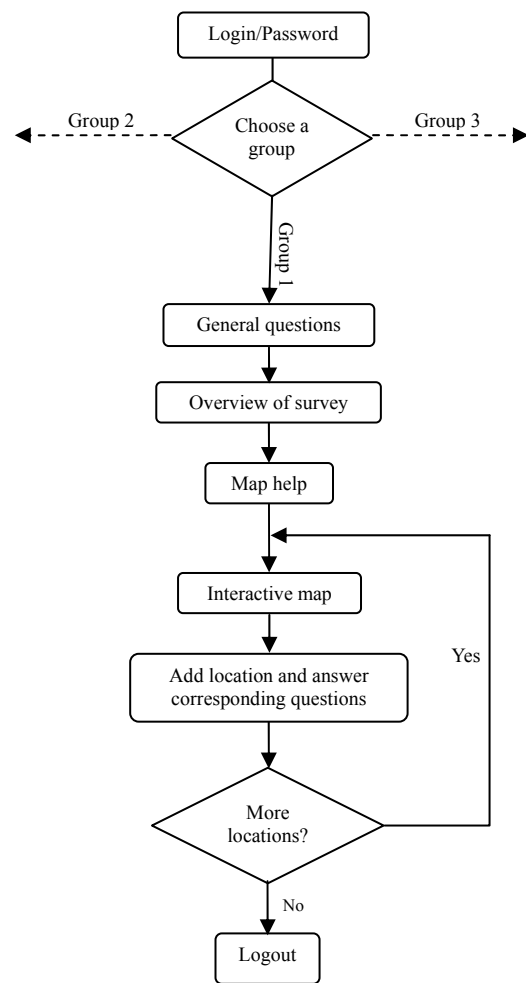 Login/Password
Group 2
Choose a
group
Group 3
Group 1
General questions
Overview of survey
Map help
Interactive map
Add location and answer
corresponding questions
Yes
More
locations?
No
Logout